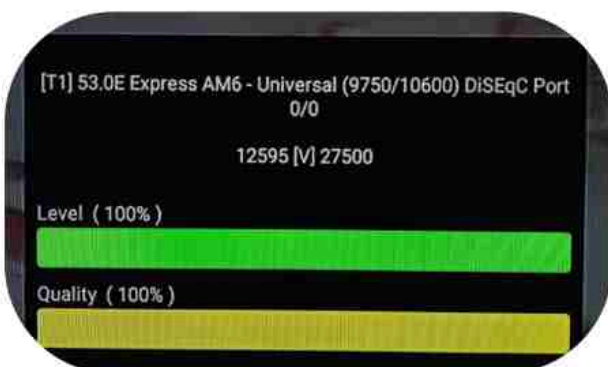 [T1] 53.0E Express AM6 - Universal (9750/10600) DiSEqC Port
0/0
12595 [V] 27500
Level ( 100% )
Quality ( 100% )